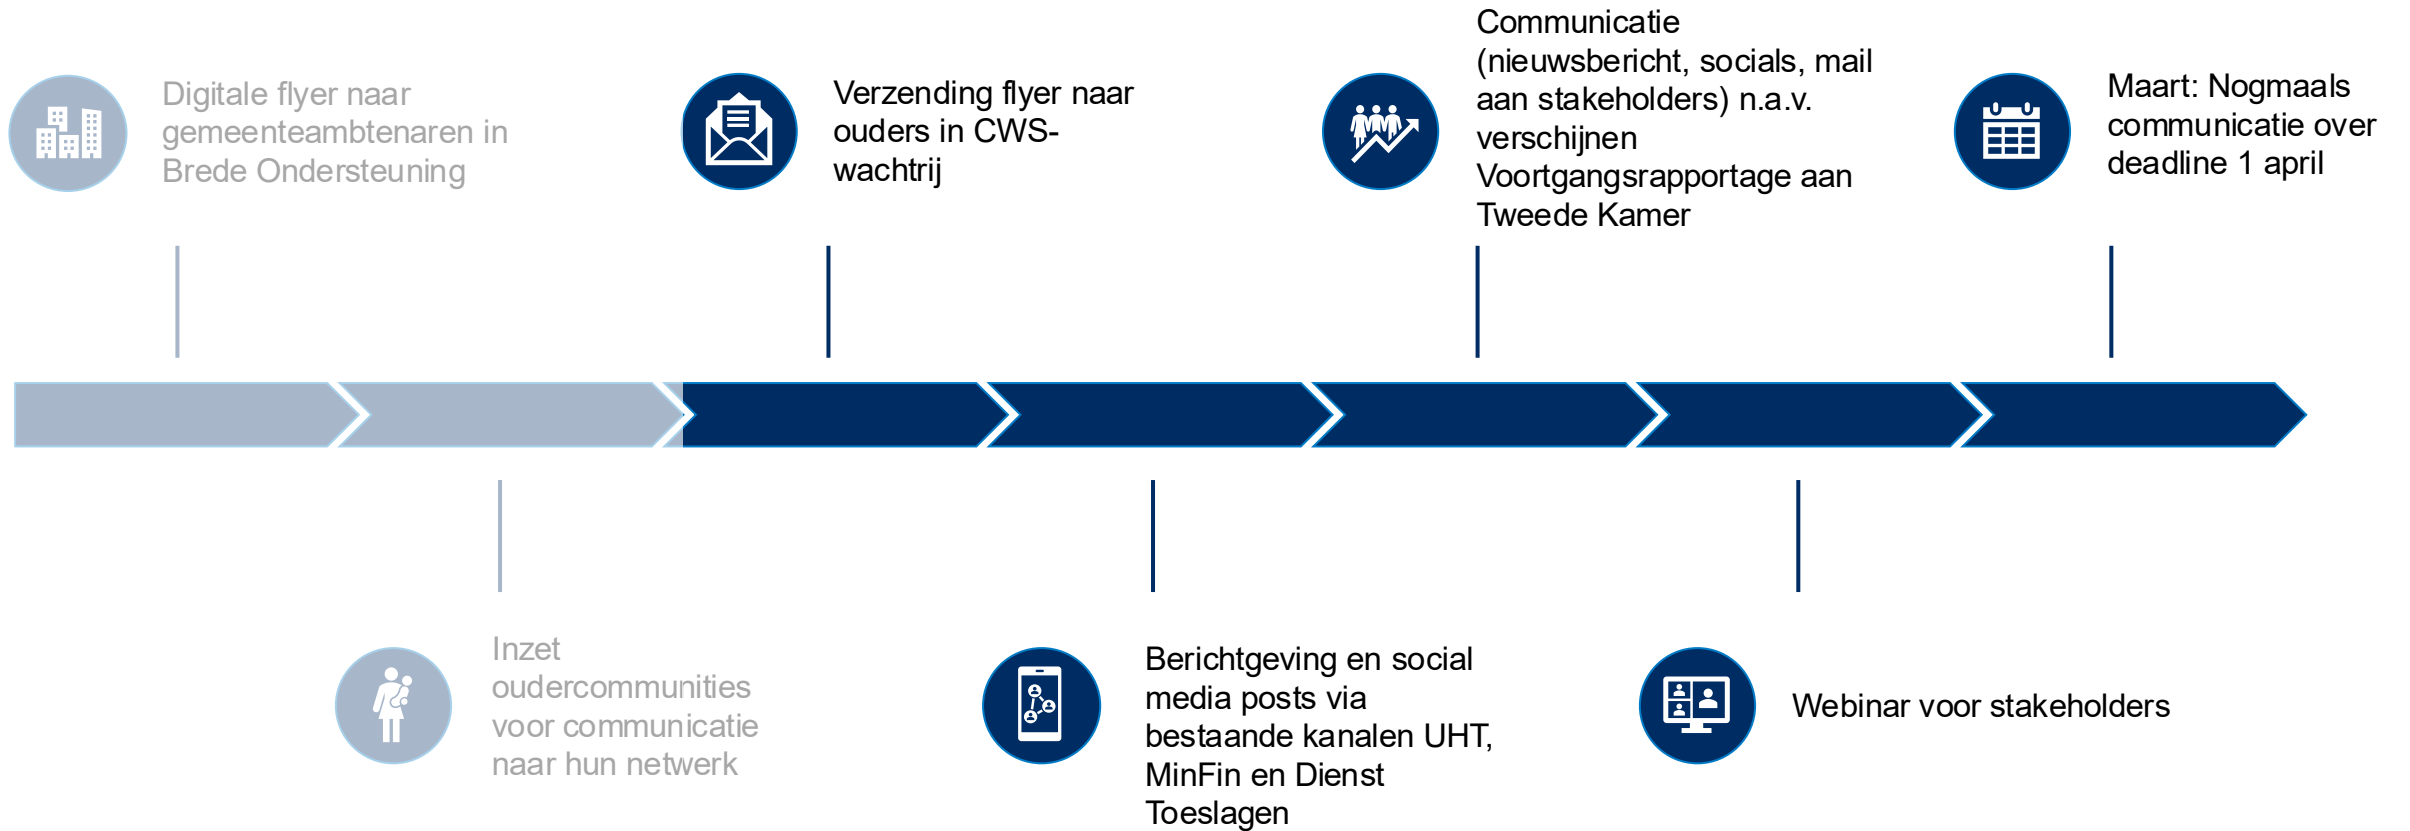 Digitale flyer naar
gemeenteambtenaren in
Brede Ondersteuning
Inzet
oudercommunities
voor communicatie
naar hun netwerk
Verzending flyer naar
ouders in CWS-
wachtrij
Berichtgeving en social
media posts via
bestaande kanalen UHT,
MinFin en Dienst
Toeslagen
Communicatie
(nieuwsbericht, socials, mail
aan stakeholders) n.a.v.
verschijnen
Voortgangsrapportage aan
Tweede Kamer
Webinar voor stakeholders
Maart: Nogmaals
communicatie over
deadline 1 april